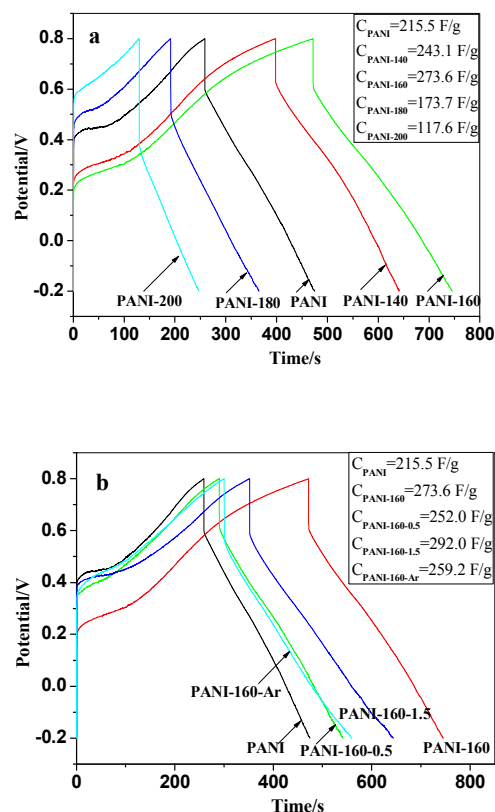 a
C_PANI=215.5 F/g
C_PANI-140=243.1 F/g
C_PANI-160=273.6 F/g
C_PANI-180=173.7 F/g
C_PANI-200=117.6 F/g
0.8
0.6
0.4
0.2
0.0
-0.2
Potential/V
PANI-200
PANI-180
PANI
PANI-140
PANI-160
0 100 200 300 400 500 600 700 800
Time/s
b
C_PANI=215.5 F/g
C_PANI-160=273.6 F/g
C_PANI-160-0.5=252.0 F/g
C_PANI-160-1.5=292.0 F/g
C_PANI-160-Ar=259.2 F/g
0.8
0.6
0.4
0.2
0.0
-0.2
Potential/V
PANI-160-Ar
PANI-160-1.5
PANI
PANI-160-0.5
PANI-160
0 200 400 600 800
Time/s